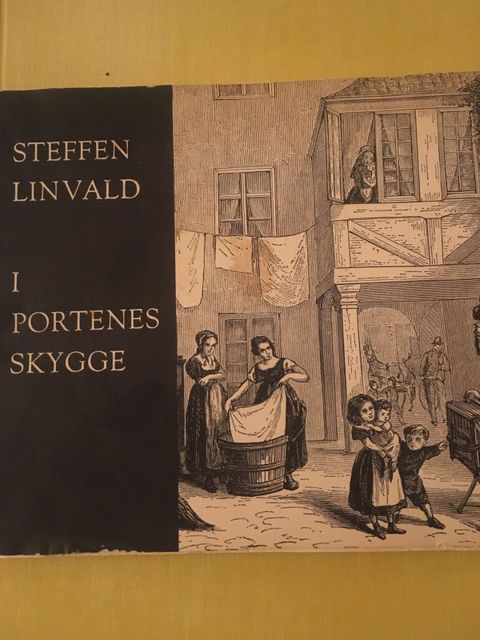 STEFFEN
LINVALD
I
PORTENES
SKYGGE